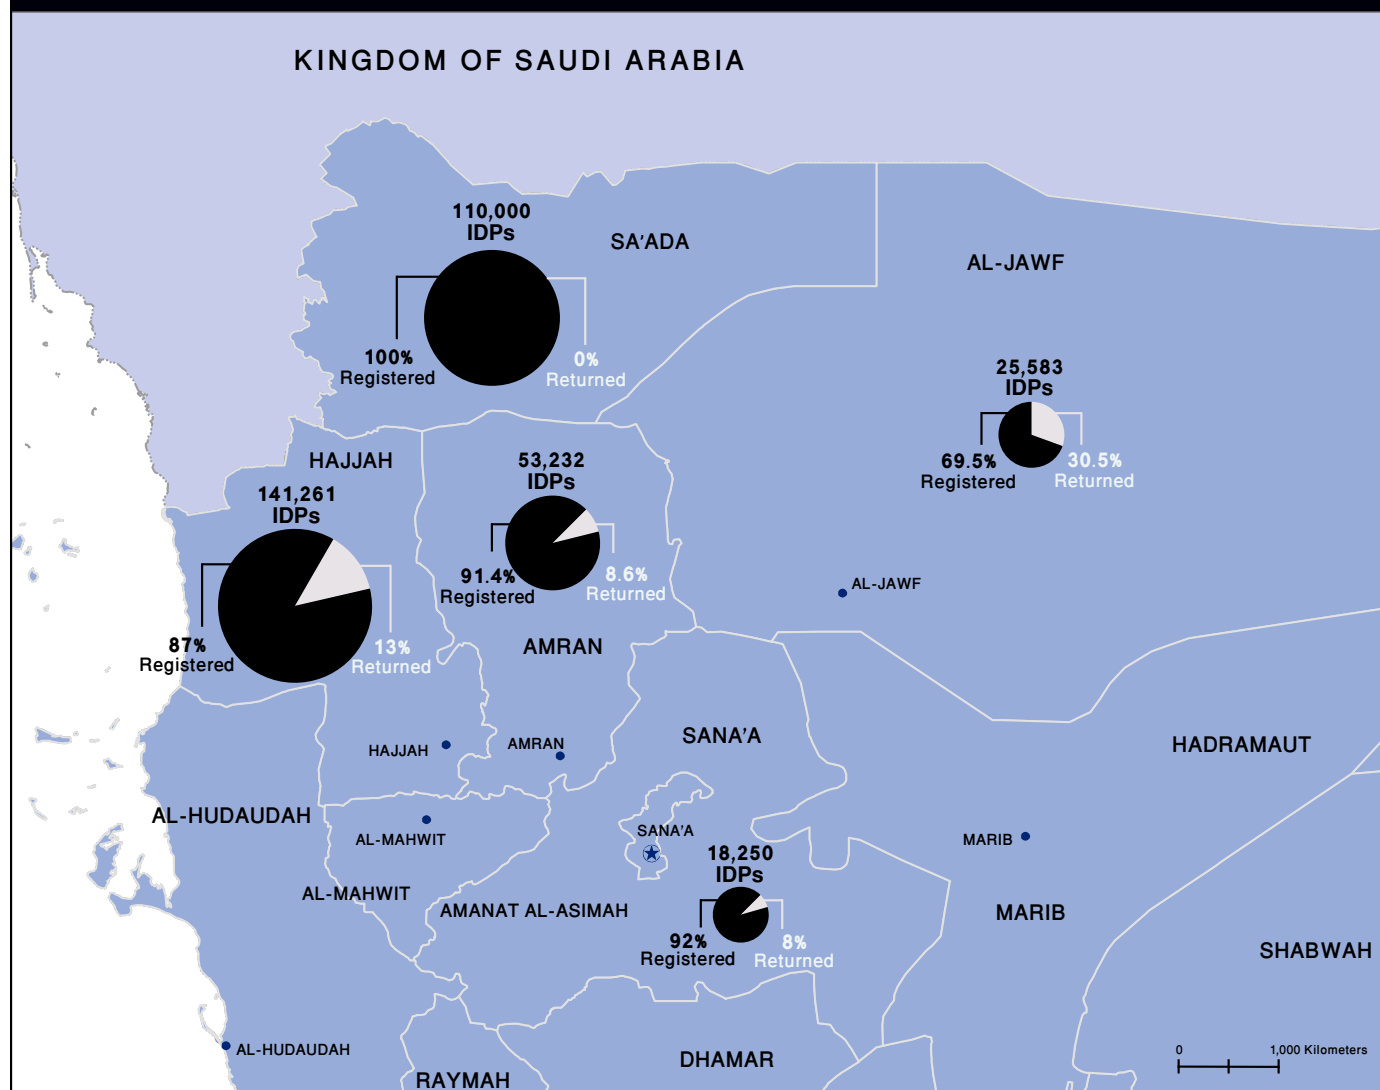 KINGDOM OF SAUDI ARABIA
110,000
IDPs
SA'ADA
100%
Registered
0%
Returned
AL-JAWF
25,583
IDPs
69.5%
Registered
30.5%
Returned
HAJJAH
141,261
IDPs
87%
Registered
13%
Returned
53,232
IDPs
91.4%
Registered
8.6%
Returned
AL-JAWF
AMRAN
SANA'A
HAJJAH
AMRAN
HADRAMAUT
AL-HUDAUDAH
AL-MAHWIT
SANA'A
MARIB
18,250
IDPs
92%
Registered
8%
Returned
AL-MAHWIT
AMANAT AL-ASIMAH
MARIB
SHABWAH
AL-HUDAUDAH
DHAMAR
RAYMAH
0 1,000 Kilometers